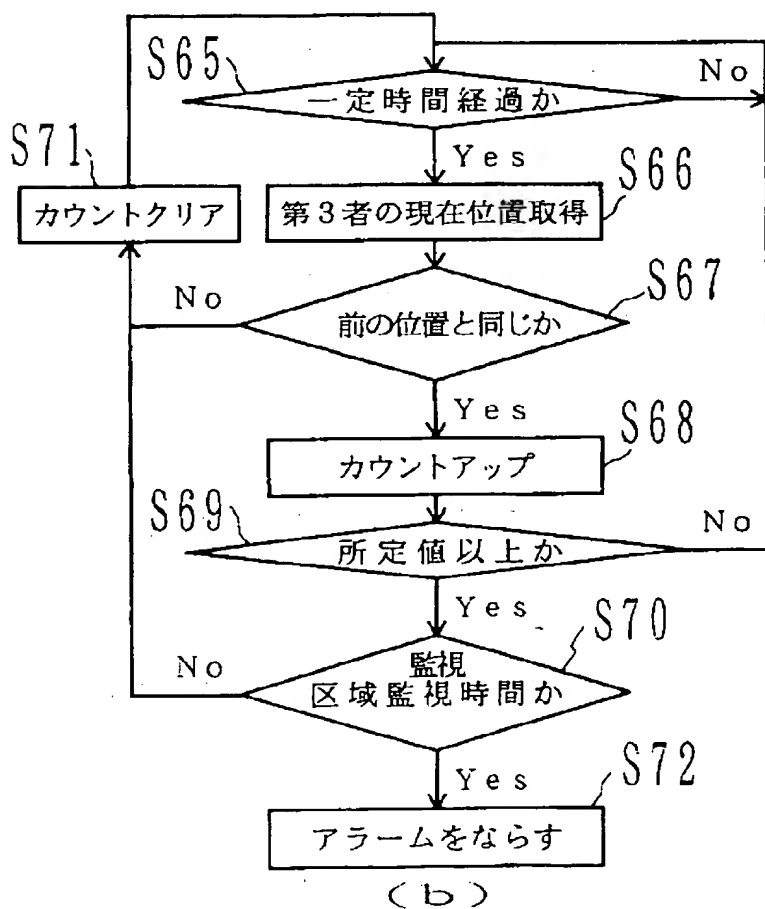 S65
No
一定時間経過か
S71
Yes
S66
カウントクリア
第3者の現在位置取得
No
S67
前の位置と同じか
Yes
S68
カウントアップ
S69
No
所定値以上か
Yes
S70
No
監視
区域監視時間か
Yes
S72
アラームをならす
(b)